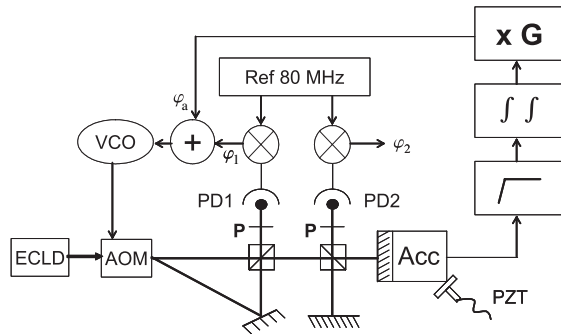 x G
Ref 80 MHz
φa
∫ ∫
VCO
+
φ1
φ2
PD1
PD2
P
P
ECLD
AOM
Acc
PZT